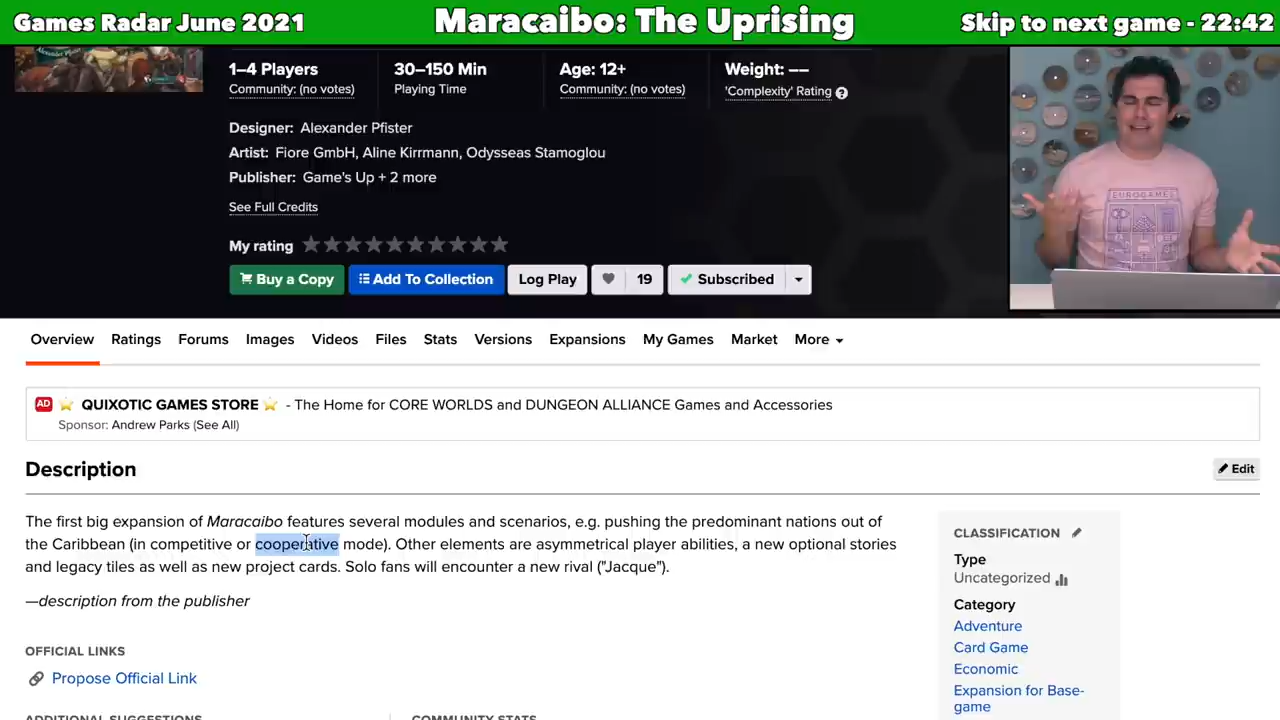 Games Radar June 2021
Maracaibo: The Uprising
Skip to next game - 22:42
1–4 Players
30–150 Min
Age: 12+
Weight: ––
Community: (no votes)
Playing Time
Community: (no votes)
'Complexity' Rating
Designer: Alexander Pfister
Artist: Fiore GmbH, Aline Kirrmann, Odysseas Stamoglou
Publisher: Game's Up + 2 more
See Full Credits
My rating
Buy a Copy
Add To Collection
Log Play
19
Subscribed
EUROGAMES
Overview
Ratings
Forums
Images
Videos
Files
Stats
Versions
Expansions
My Games
Market
More
AD
QUIXOTIC GAMES STORE - The Home for CORE WORLDS and DUNGEON ALLIANCE Games and Accessories
Sponsor: Andrew Parks (See All)
Description
Edit
The first big expansion of Maracaibo features several modules and scenarios, e.g. pushing the predominant nations out of
the Caribbean (in competitive or cooperative mode). Other elements are asymmetrical player abilities, a new optional stories
and legacy tiles as well as new project cards. Solo fans will encounter a new rival ("Jacque").
—description from the publisher
OFFICIAL LINKS
Propose Official Link
ADDITIONAL SUGGESTIONS
COMMUNITY STATS
CLASSIFICATION
Type
Uncategorized
Category
Adventure
Card Game
Economic
Expansion for Base-
game